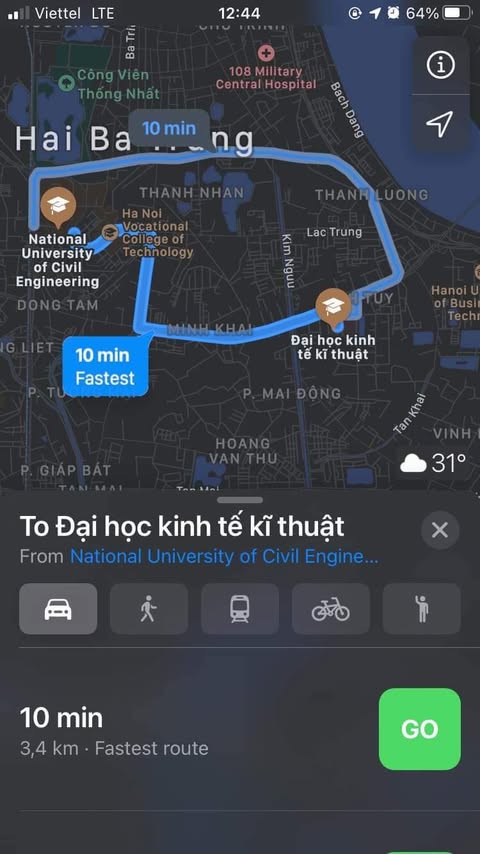 Viettel LTE
12:44
64%
Ba Tri
Công Viên
Thống Nhất
108 Military
Central Hospital
Bach Dang
10 min
Hai Ba Trung
THANH NHAN
THANH LUONG
Ha Noi
Vocational
College of
Technology
National
University
of Civil
Engineering
Lac Trung
Kim Nguu
Hanoi U
of Busin
Techn
TUY
DONG TAM
MINH KHAI
Đại học kinh
tế kĩ thuật
NG LIET
10 min
Fastest
P. MAI ĐỘNG
Tan Khai
HOANG
VAN THU
VINH
P. GIÁP BÁT
TAN MAI
Tan Mai
31°
To Đại học kinh tế kĩ thuật
From National University of Civil Engine...
10 min
3,4 km · Fastest route
GO